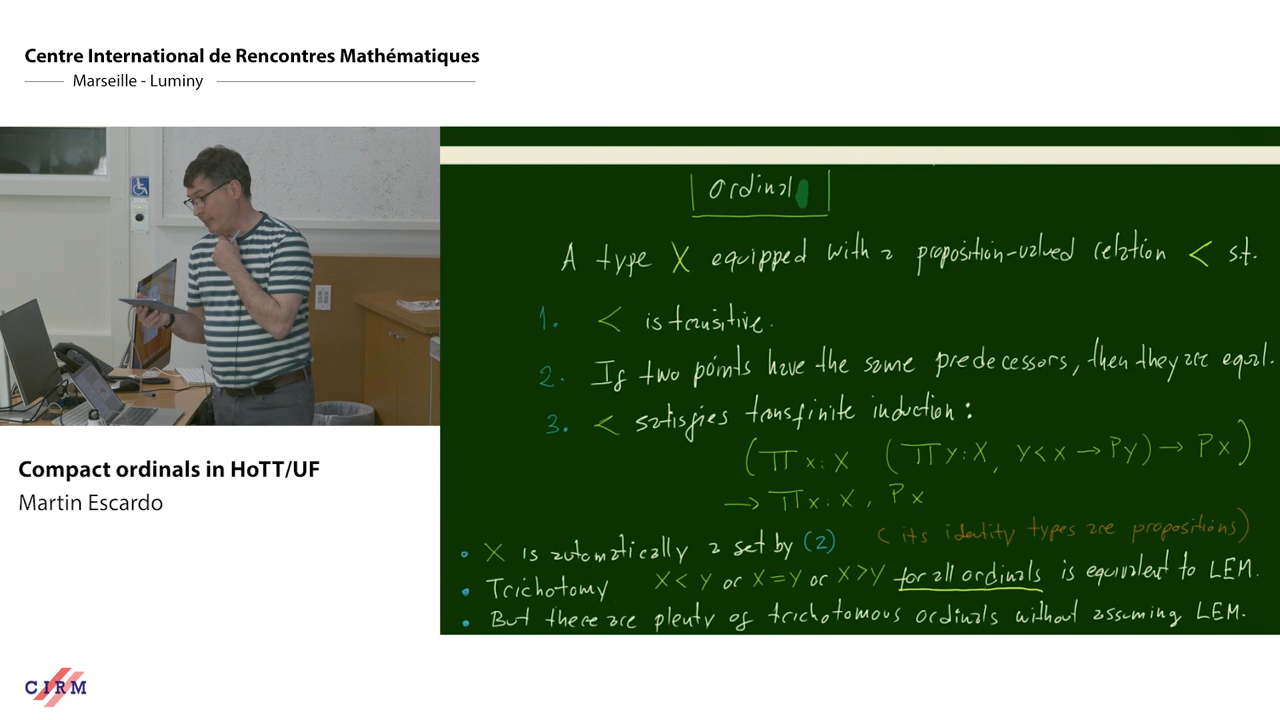 Centre International de Rencontres Mathématiques
Marseille - Luminy
Ordinal
A type X equipped with a proposition-valued relation < s.t.
1. < is transitive.
2. If two points have the same predecessors, then they are equal.
3. < satisfies transfinite induction:
(Π x : X (Π y : X, y < x → P y) → P x)
→ Π x : X, P x
• X is automatically a set by (2) (its identity types are propositions)
• Trichotomy X < Y or X = Y or X > Y for all ordinals is equivalent to LEM.
• But there are plenty of trichotomous ordinals without assuming LEM.
Compact ordinals in HoTT/UF
Martin Escardo
CIRM